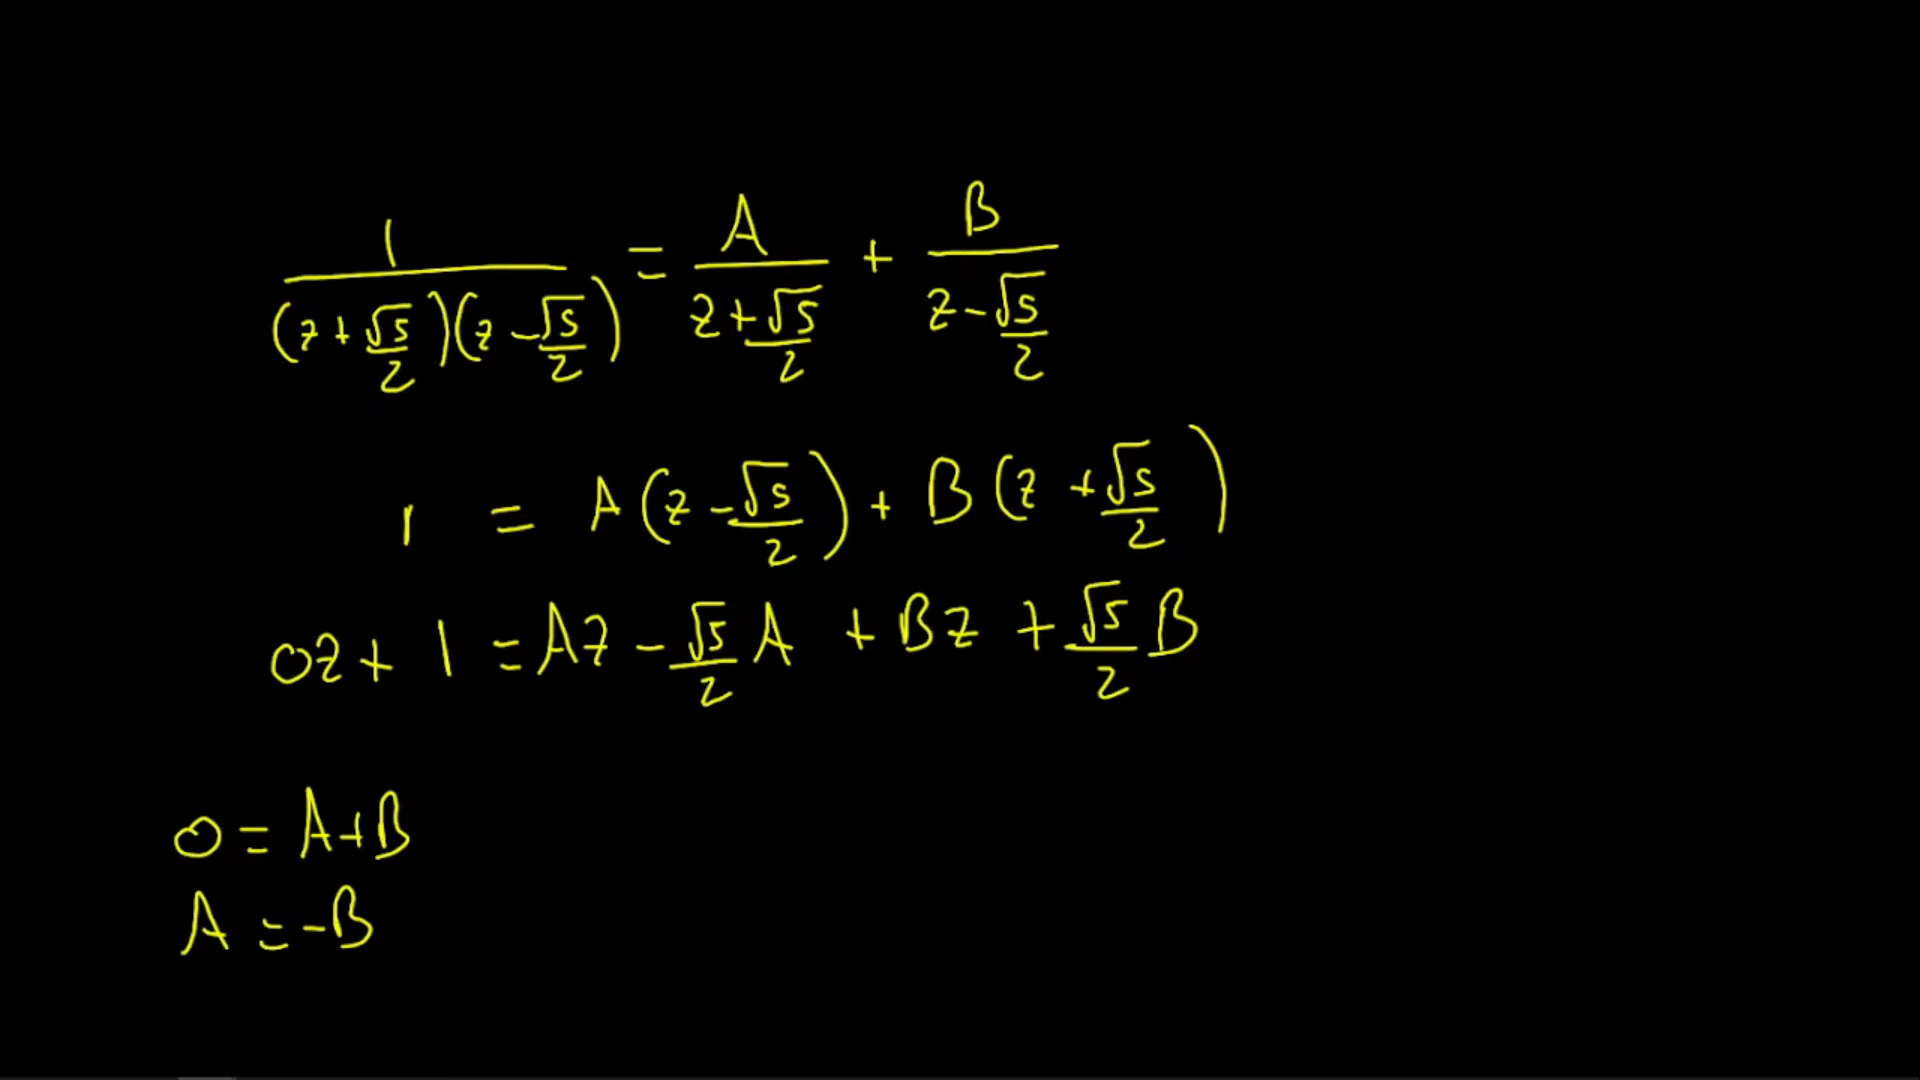 1/((z + √5/2)(z - √5/2)) = A/(z + √5/2) + B/(z - √5/2)
1 = A(z - √5/2) + B(z + √5/2)
0z + 1 = Az - √5/2 A + Bz + √5/2 B
0 = A+B
A = -B